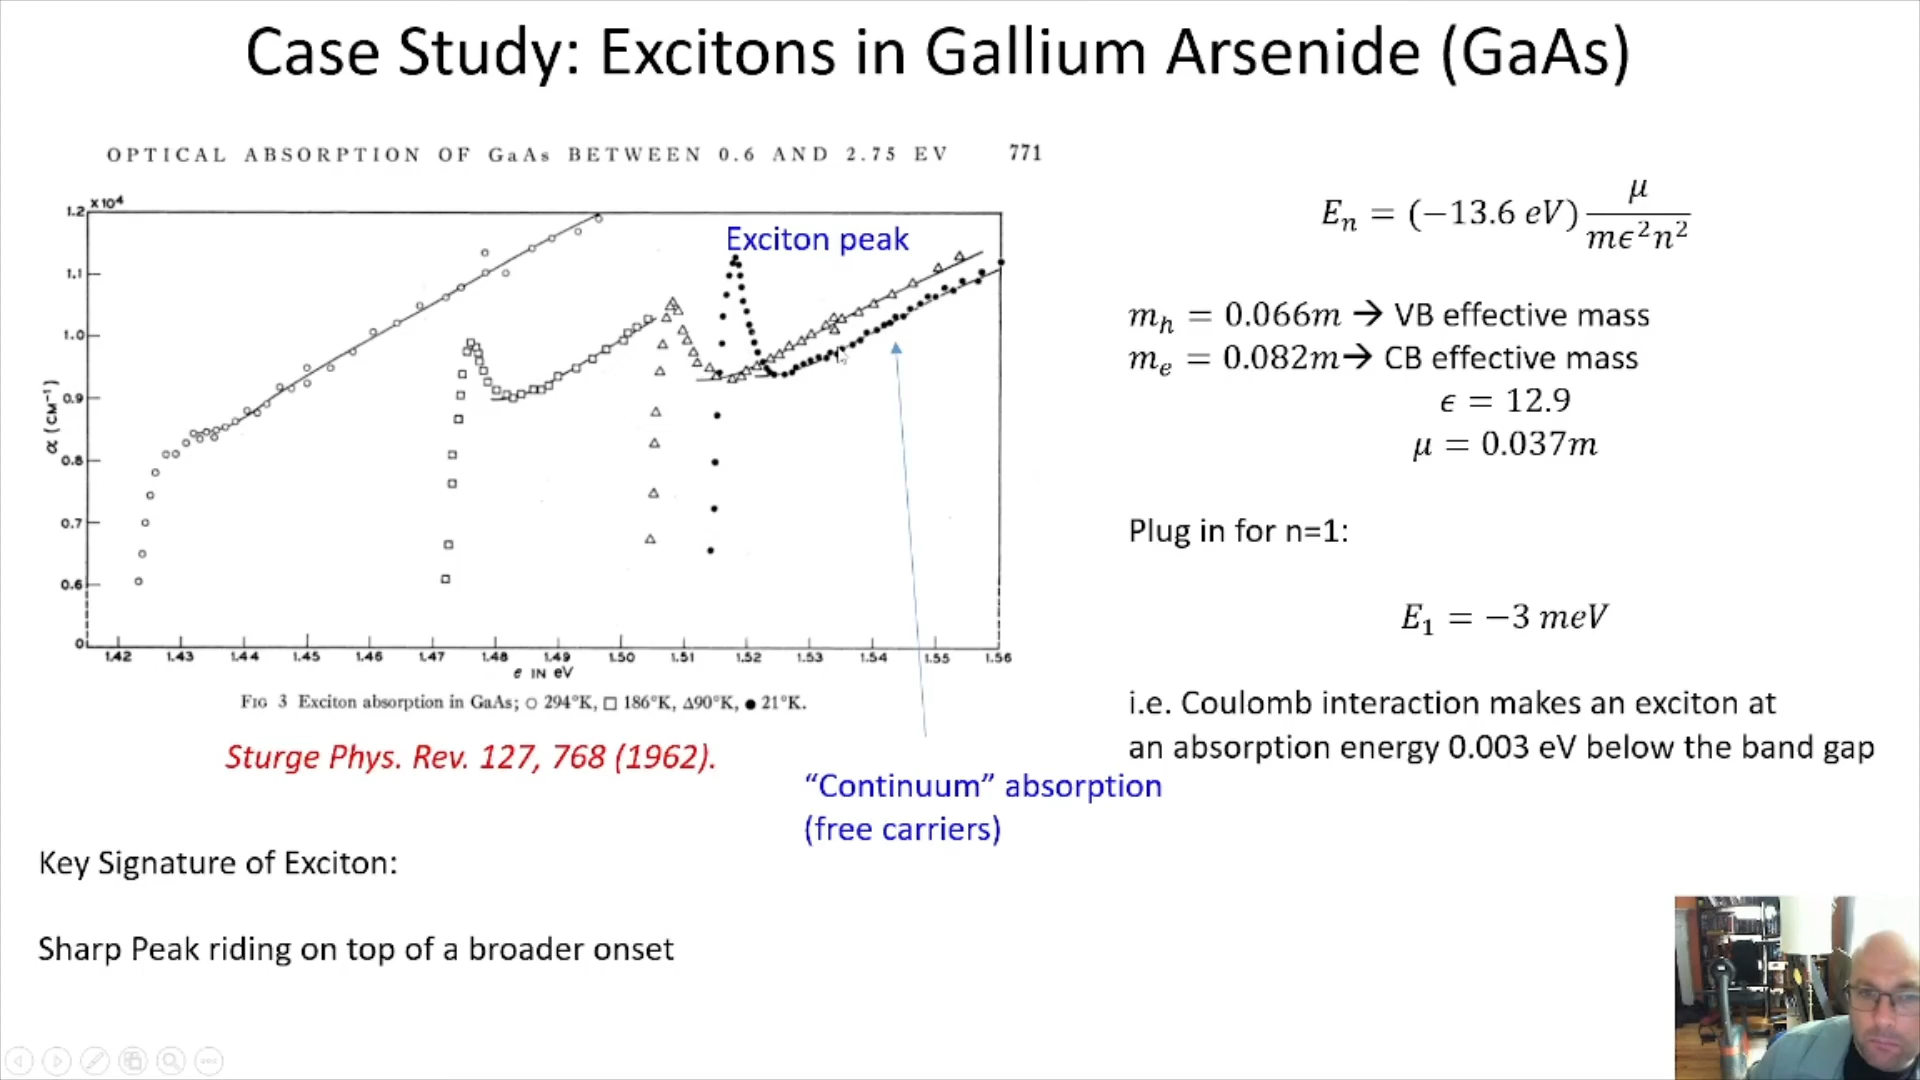 Case Study: Excitons in Gallium Arsenide (GaAs)
OPTICAL ABSORPTION OF GaAs BETWEEN 0.6 AND 2.75 EV 771
×10⁴
1.2
1.1
1.0
0.9
0.8
0.7
0.6
0
α (CM⁻¹)
1.42 1.43 1.44 1.45 1.46 1.47 1.48 1.49 1.50 1.51 1.52 1.53 1.54 1.55 1.56
e IN eV
Exciton peak
FIG 3 Exciton absorption in GaAs; ○ 294°K, □ 186°K, Δ90°K, ● 21°K.
Sturge Phys. Rev. 127, 768 (1962).
"Continuum" absorption
(free carriers)
Key Signature of Exciton:
Sharp Peak riding on top of a broader onset
Eₙ = (−13.6 eV) μ / mϵ²n²
mₕ = 0.066m → VB effective mass
mₑ = 0.082m→ CB effective mass
ϵ = 12.9
μ = 0.037m
Plug in for n=1:
E₁ = −3 meV
i.e. Coulomb interaction makes an exciton at
an absorption energy 0.003 eV below the band gap